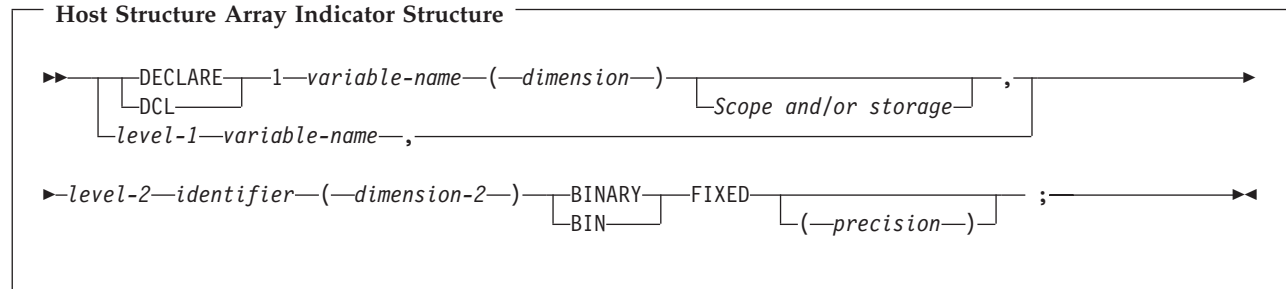 Host Structure Array Indicator Structure
DECLARE 1 variable-name ( dimension ) ,
DCL Scope and/or storage
level-1 variable-name ,
level-2 identifier ( dimension-2 ) BINARY FIXED ;
BIN ( precision )